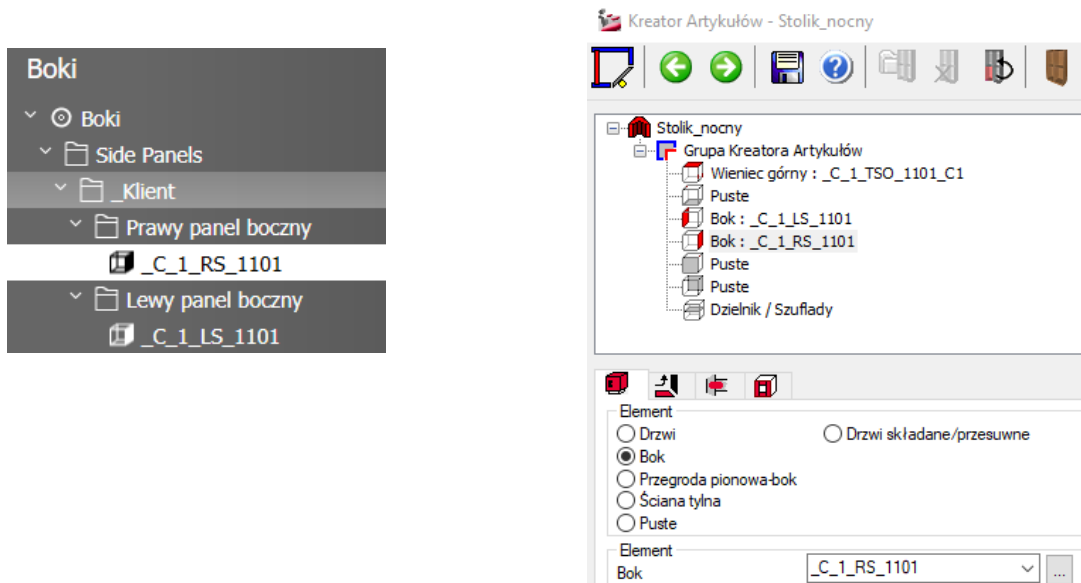 Boki
Boki
Side Panels
_Klient
Prawy panel boczny
_C_1_RS_1101
Lewy panel boczny
_C_1_LS_1101
Kreator Artykułów - Stolik_nocny
Stolik_nocny
Grupa Kreatora Artykułów
Wieniec górny : _C_1_TSO_1101_C1
Puste
Bok : _C_1_LS_1101
Bok : _C_1_RS_1101
Puste
Puste
Dzielnik / Szuflady
Element
Drzwi
Drzwi składane/przesuwne
Bok
Przegroda pionowa-bok
Ściana tylna
Puste
Element
Bok
_C_1_RS_1101
...